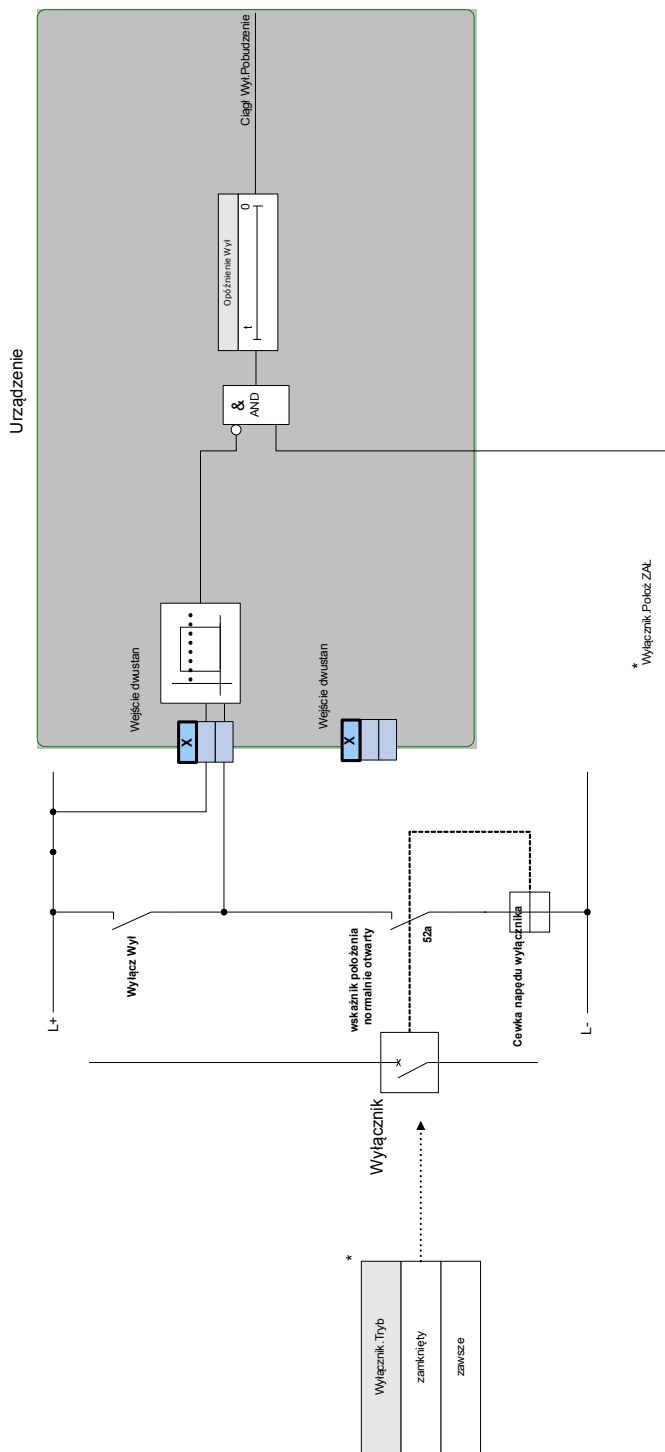 Urządzenie
L+
Wyłącz Wył
wskaźnik położenia
normalnie otwarty
52a
Cewka napędu wyłącznika
L-
Wyłącznik
x
*
Wyłącznik.Tryb
zamknięty
zawsze
Wejście dwustan
X
Wejście dwustan
X
&
AND
Opóźnienie Wył
t
0
Ciągł Wył.Pobudzenie
*
Wyłącznik.Położ ZAŁ